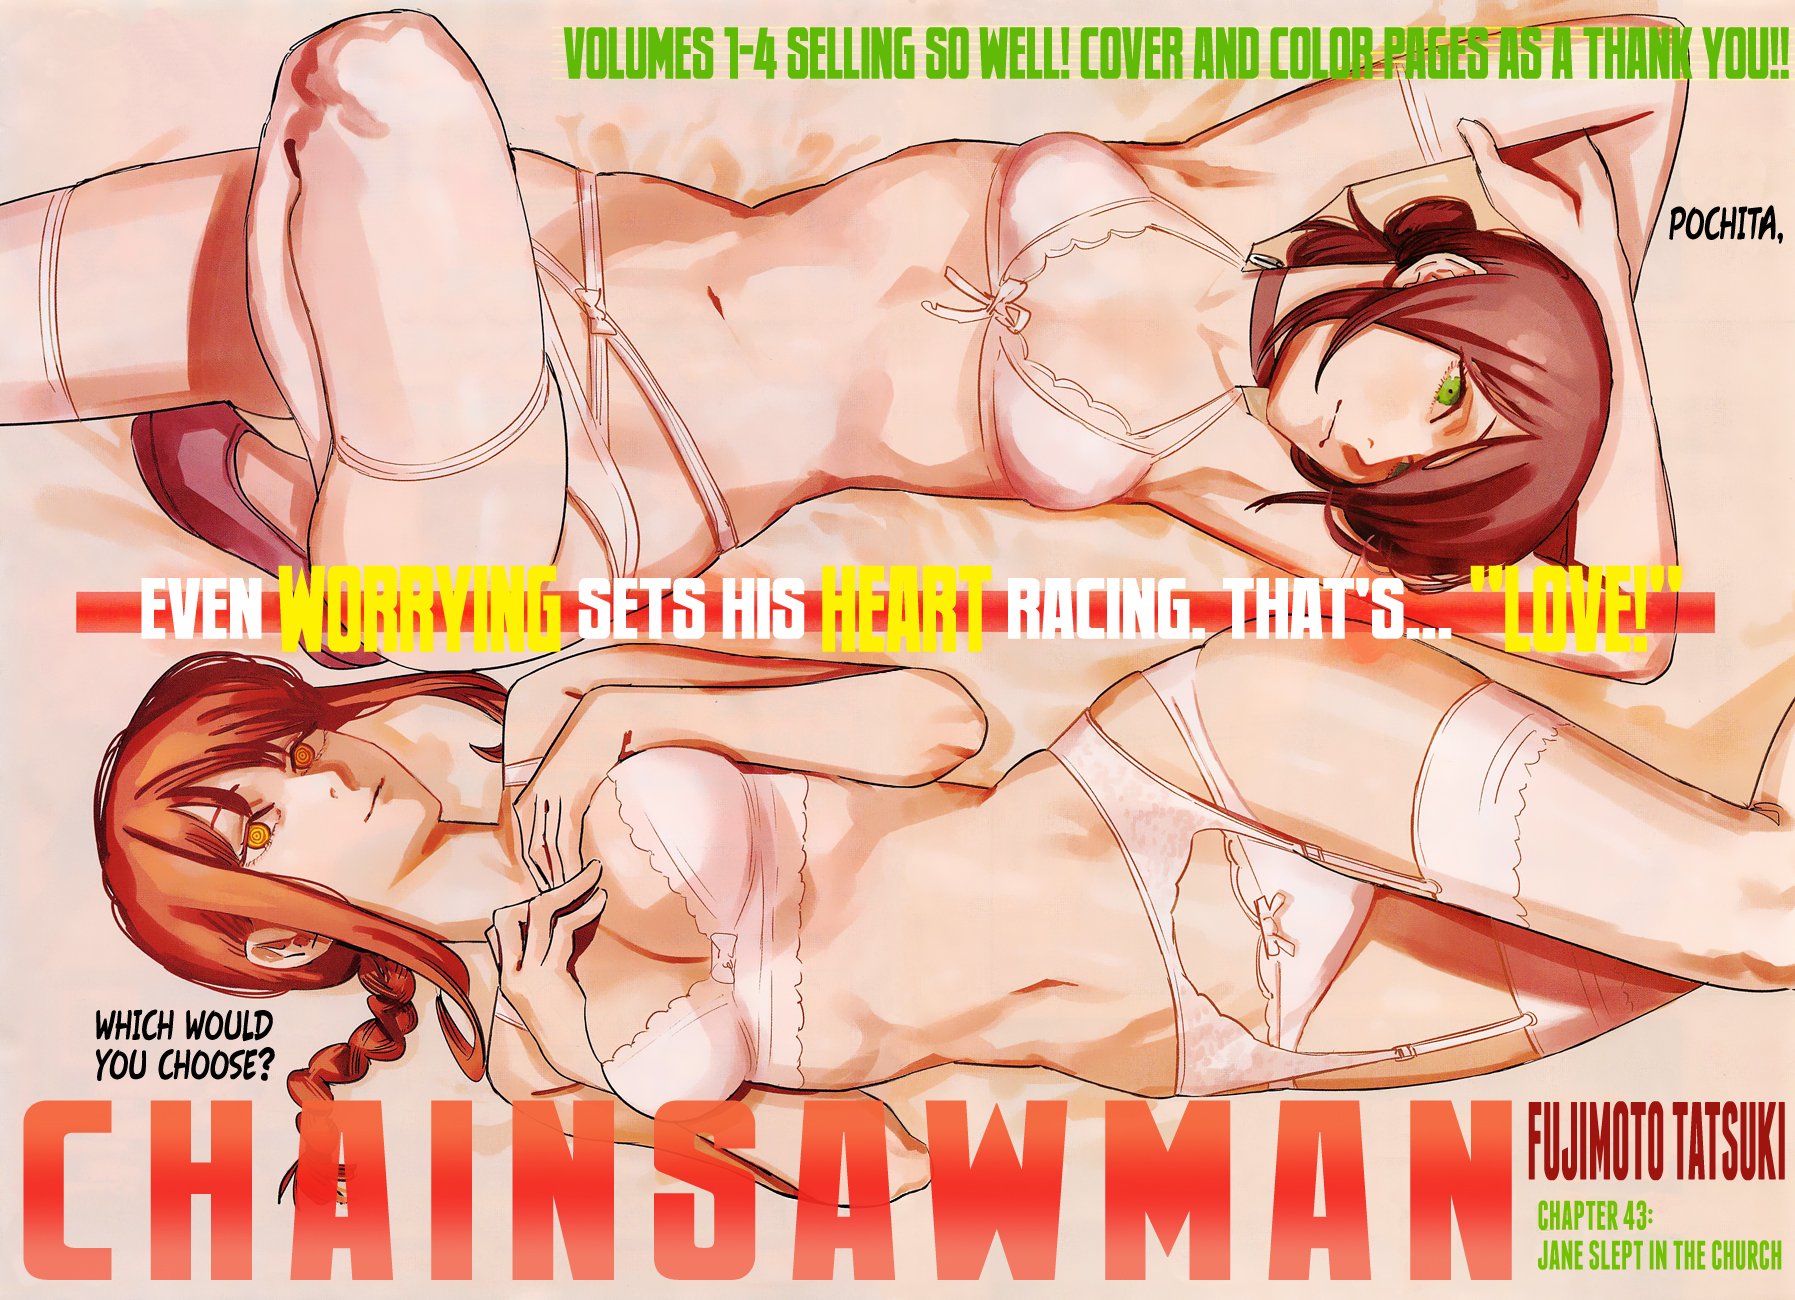 VOLUMES 1-4 SELLING SO WELL! COVER AND COLOR PAGES AS A THANK YOU!!
POCHITA,
EVEN WORRYING SETS HIS HEART RACING. THAT'S... "LOVE!"
WHICH WOULD
YOU CHOOSE?
CHAINSAWMAN
FUJIMOTO TATSUKI
CHAPTER 43:
JANE SLEPT IN THE CHURCH